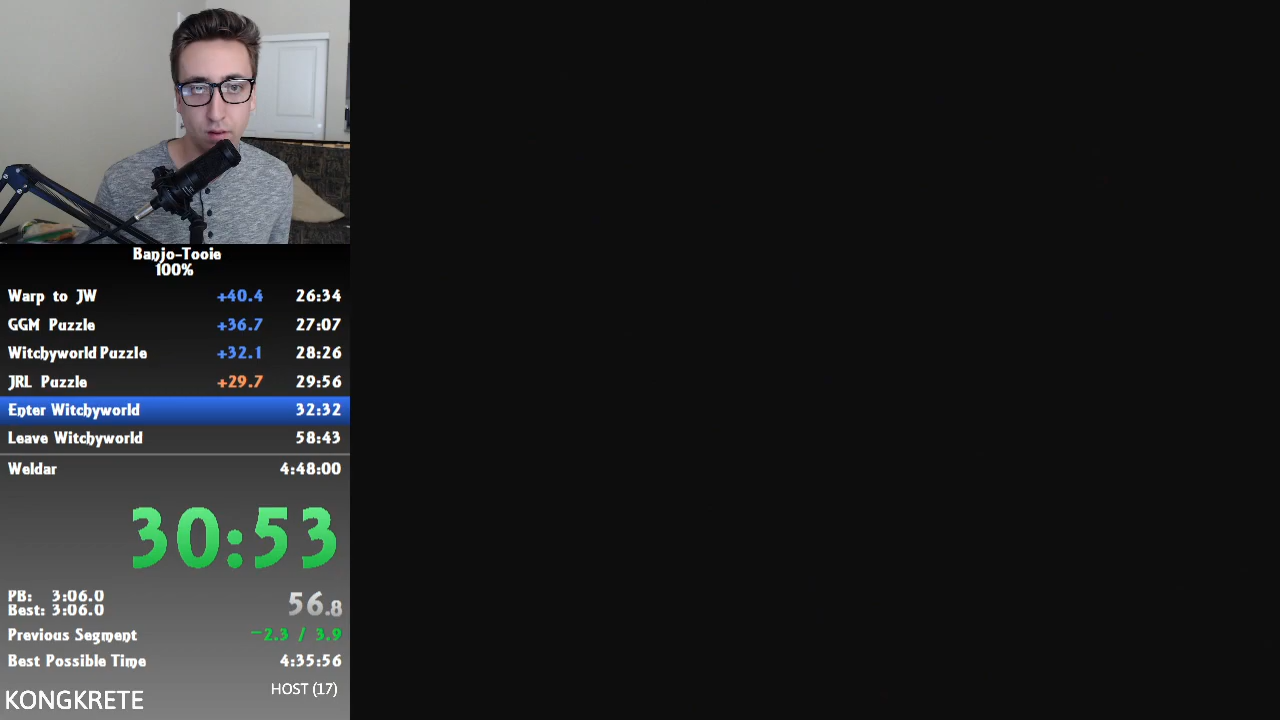 Banjo-Tooie
100%
Warp to JW +40.4 26:34
GGM Puzzle +36.7 27:07
Witchyworld Puzzle +32.1 28:26
JRL Puzzle +29.7 29:56
Enter Witchyworld 32:32
Leave Witchyworld 58:43
Weldar 4:48:00
30:53
PB: 3:06.0
Best: 3:06.0
56.8
Previous Segment -2.3 / 3.9
Best Possible Time 4:35:56
KONGKRETE
HOST (17)